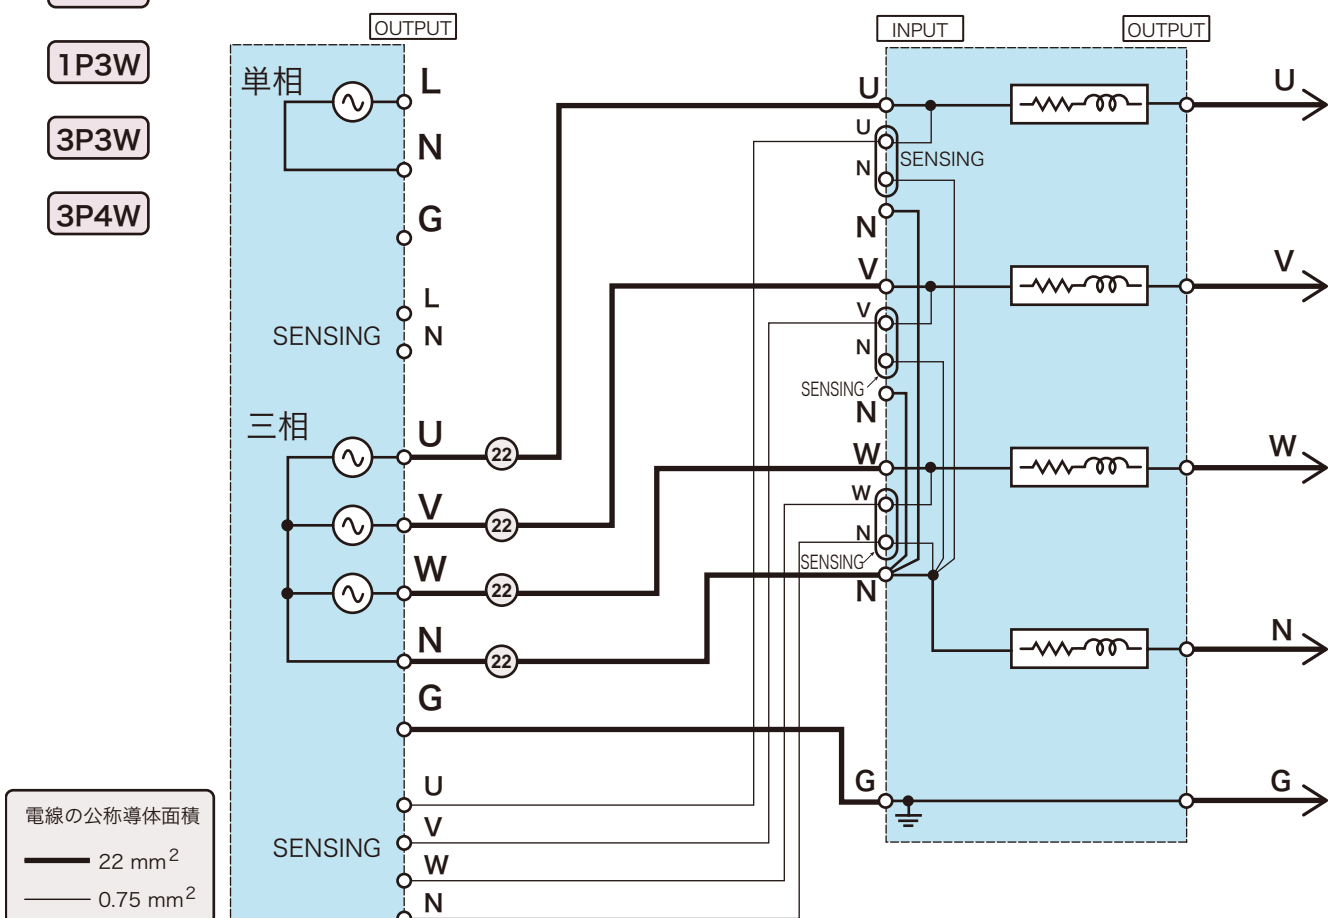 1P3W
3P3W
3P4W
OUTPUT
単相
L
N
G
L
SENSING
N
三相
U
22
V
22
W
22
N
22
G
U
V
SENSING
W
N
INPUT
OUTPUT
U
U
SENSING
N
N
V
V
N
SENSING
N
W
W
N
SENSING
N
G
U
V
W
N
G
電線の公称導体面積
22 mm²
0.75 mm²